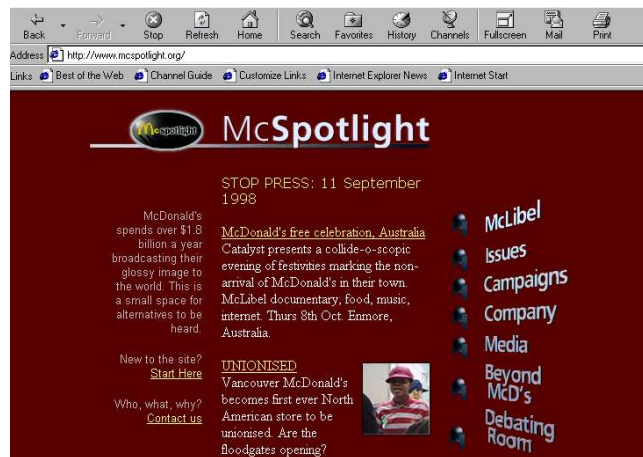 Back Forward Stop Refresh Home Search Favorites History Channels Fullscreen Mail Print
Address http://www.mcspotlight.org/
Links Best of the Web Channel Guide Customize Links Internet Explorer News Internet Start
Mcspotlight McSpotlight
STOP PRESS: 11 September
1998
McDonald's
spends over $1.8
billion a year
broadcasting their
glossy image to
the world. This is
a small space for
alternatives to be
heard.
New to the site?
Start Here
Who, what, why?
Contact us
McDonald's free celebration, Australia
Catalyst presents a collide-o-scopic
evening of festivities marking the non-
arrival of McDonald's in their town.
McLibel documentary, food, music,
internet. Thurs 8th Oct. Enmore,
Australia.
UNIONISED
Vancouver McDonald's
becomes first ever North
American store to be
unionised. Are the
floodgates opening?
McLibel
Issues
Campaigns
Company
Media
Beyond
McD's
Debating
Room